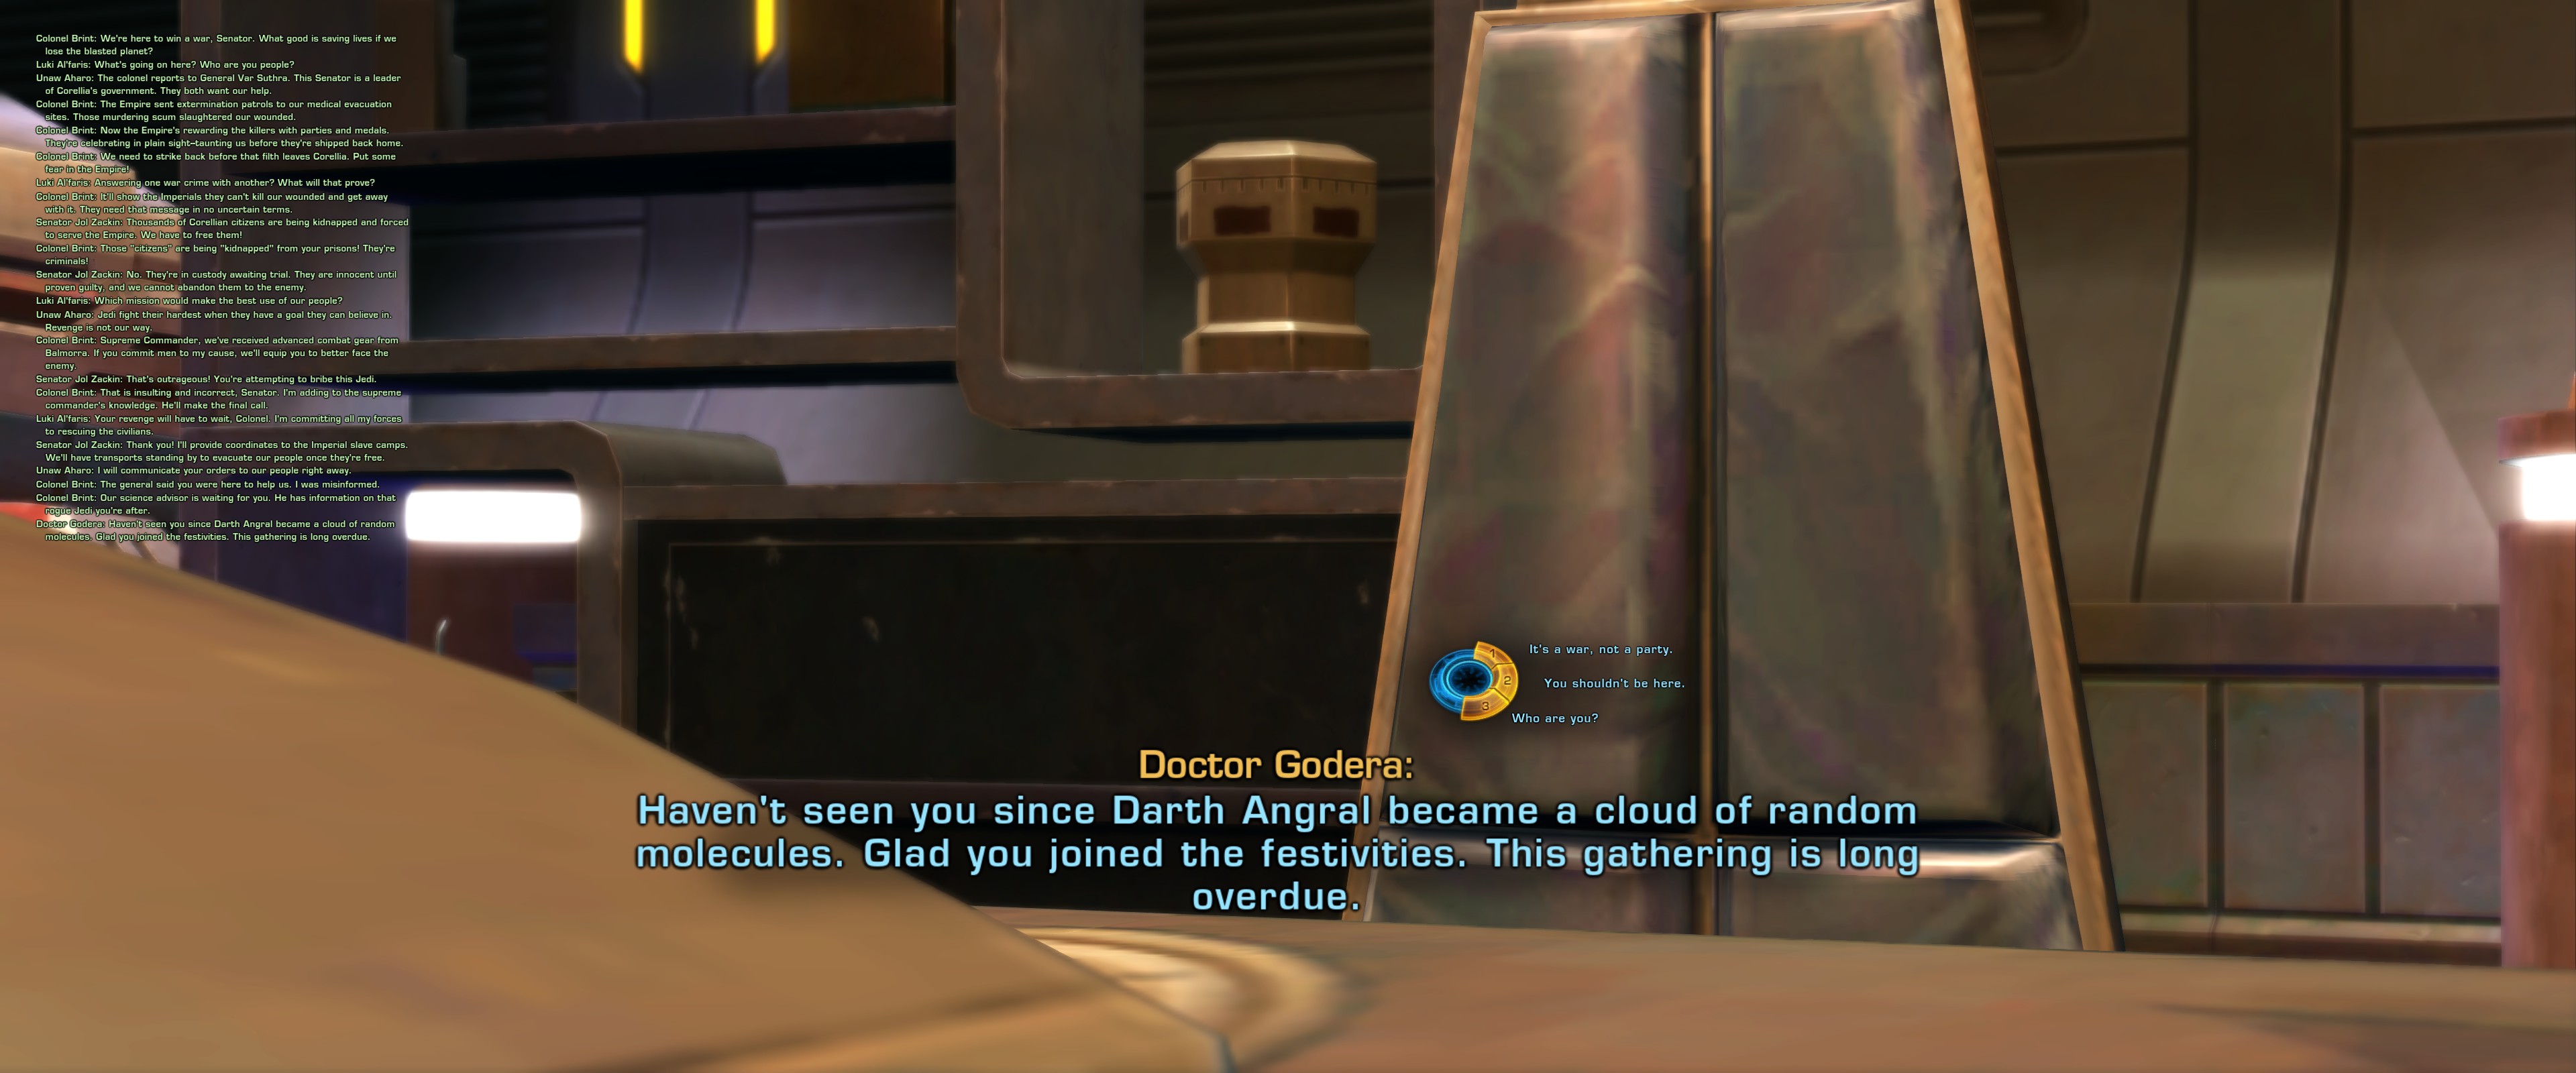 Colonel Brint: We're here to win a war, Senator. What good is saving lives if we
lose the blasted planet?
Luki Al'faris: What's going on here? Who are you people?
Unaw Aharo: The colonel reports to General Var Suthra. This Senator is a leader
of Corellia's government. They both want our help.
Colonel Brint: The Empire sent extermination patrols to our medical evacuation
sites. Those murdering scum slaughtered our wounded.
Colonel Brint: Now the Empire's rewarding the killers with parties and medals.
They're celebrating in plain sight–taunting us before they're shipped back home.
Colonel Brint: We need to strike back before that filth leaves Corellia. Put some
fear in the Empire!
Luki Al'faris: Answering one war crime with another? What will that prove?
Colonel Brint: It'll show the Imperials they can't kill our wounded and get away
with it. They need that message in no uncertain terms.
Senator Jol Zackin: Thousands of Corellian citizens are being kidnapped and forced
to serve the Empire. We have to free them!
Colonel Brint: Those "citizens" are being "kidnapped" from your prisons! They're
criminals!
Senator Jol Zackin: No. They're in custody awaiting trial. They are innocent until
proven guilty, and we cannot abandon them to the enemy.
Luki Al'faris: Which mission would make the best use of our people?
Unaw Aharo: Jedi fight their hardest when they have a goal they can believe in.
Revenge is not our way.
Colonel Brint: Supreme Commander, we've received advanced combat gear from
Balmorra. If you commit men to my cause, we'll equip you to better face the
enemy.
Senator Jol Zackin: That's outrageous! You're attempting to bribe this Jedi.
Colonel Brint: That is insulting and incorrect, Senator. I'm adding to the supreme
commander's knowledge. He'll make the final call.
Luki Al'faris: Your revenge will have to wait, Colonel. I'm committing all my forces
to rescuing the civilians.
Senator Jol Zackin: Thank you! I'll provide coordinates to the Imperial slave camps.
We'll have transports standing by to evacuate our people once they're free.
Unaw Aharo: I will communicate your orders to our people right away.
Colonel Brint: The general said you were here to help us. I was misinformed.
Colonel Brint: Our science advisor is waiting for you. He has information on that
rogue Jedi you're after.
Doctor Godera: Haven't seen you since Darth Angral became a cloud of random
molecules. Glad you joined the festivities. This gathering is long overdue.
1 It's a war, not a party.
2 You shouldn't be here.
3 Who are you?
Doctor Godera:
Haven't seen you since Darth Angral became a cloud of random
molecules. Glad you joined the festivities. This gathering is long
overdue.